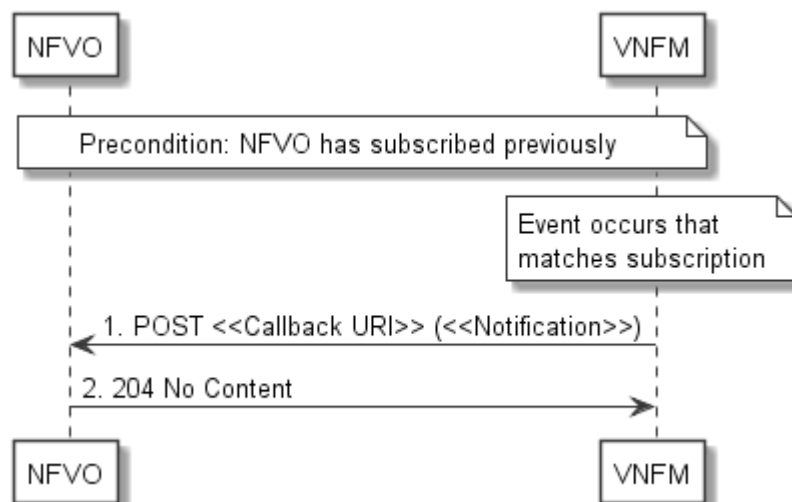 NFVO
VNFM
Precondition: NFVO has subscribed previously
Event occurs that
matches subscription
1. POST <<Callback URI>> (<<Notification>>)
2. 204 No Content
NFVO
VNFM